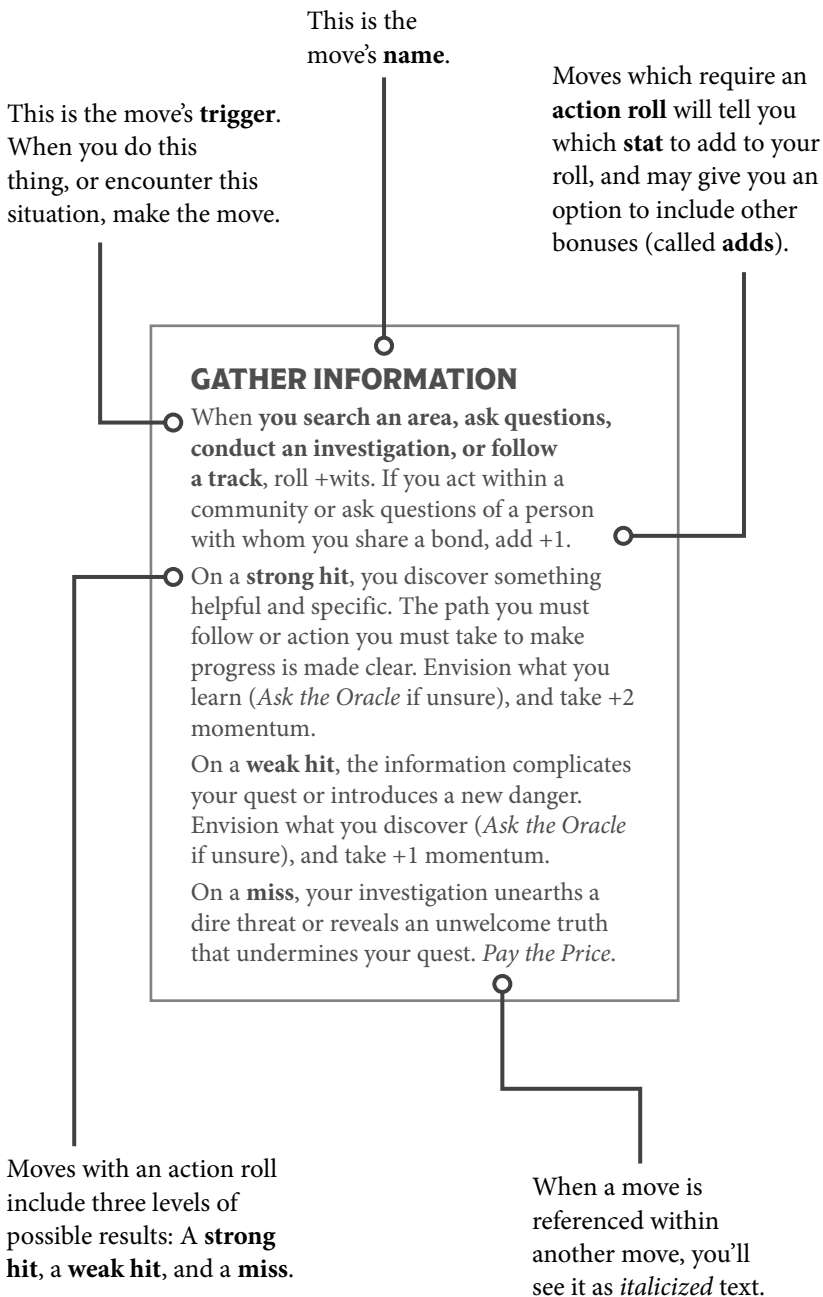 This is the
move's name.
Moves which require an
action roll will tell you
which stat to add to your
roll, and may give you an
option to include other
bonuses (called adds).
This is the move's trigger.
When you do this
thing, or encounter this
situation, make the move.
GATHER INFORMATION
When you search an area, ask questions,
conduct an investigation, or follow
a track, roll +wits. If you act within a
community or ask questions of a person
with whom you share a bond, add +1.
On a strong hit, you discover something
helpful and specific. The path you must
follow or action you must take to make
progress is made clear. Envision what you
learn (Ask the Oracle if unsure), and take +2
momentum.
On a weak hit, the information complicates
your quest or introduces a new danger.
Envision what you discover (Ask the Oracle
if unsure), and take +1 momentum.
On a miss, your investigation unearths a
dire threat or reveals an unwelcome truth
that undermines your quest. Pay the Price.
Moves with an action roll
include three levels of
possible results: A strong
hit, a weak hit, and a miss.
When a move is
referenced within
another move, you'll
see it as italicized text.